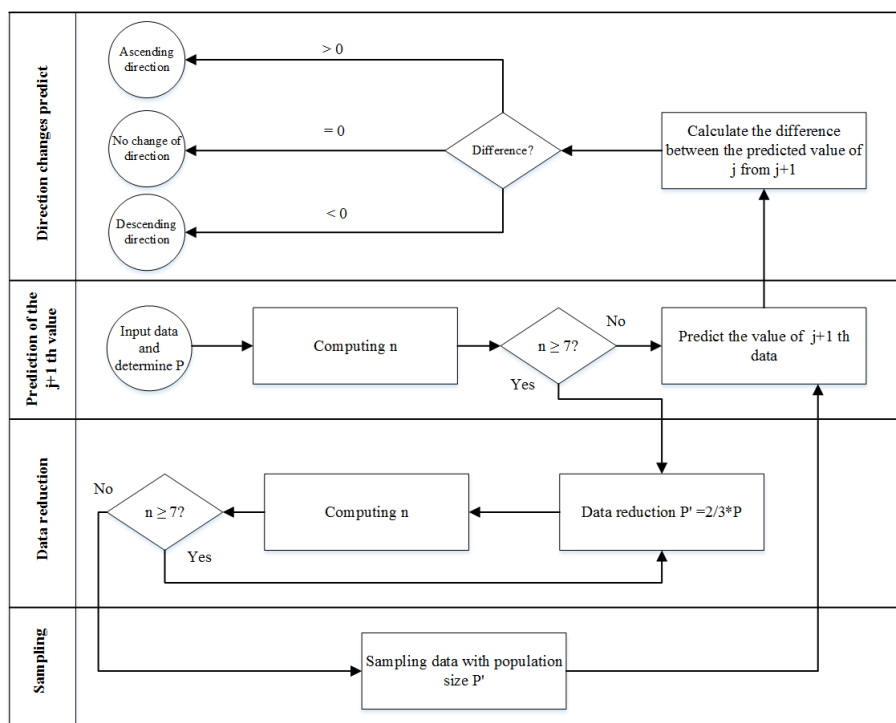 Direction changes predict
Ascending
direction
> 0
No change of
direction
= 0
Difference?
Calculate the difference
between the predicted value of
j from j+1
Descending
direction
< 0
Prediction of the
j+1 th value
Input data
and
determine P
Computing n
n ≥ 7?
No
Yes
Predict the value of j+1 th
data
Data reduction
No
n ≥ 7?
Yes
Computing n
Data reduction P' =2/3*P
Sampling
Sampling data with population
size P'